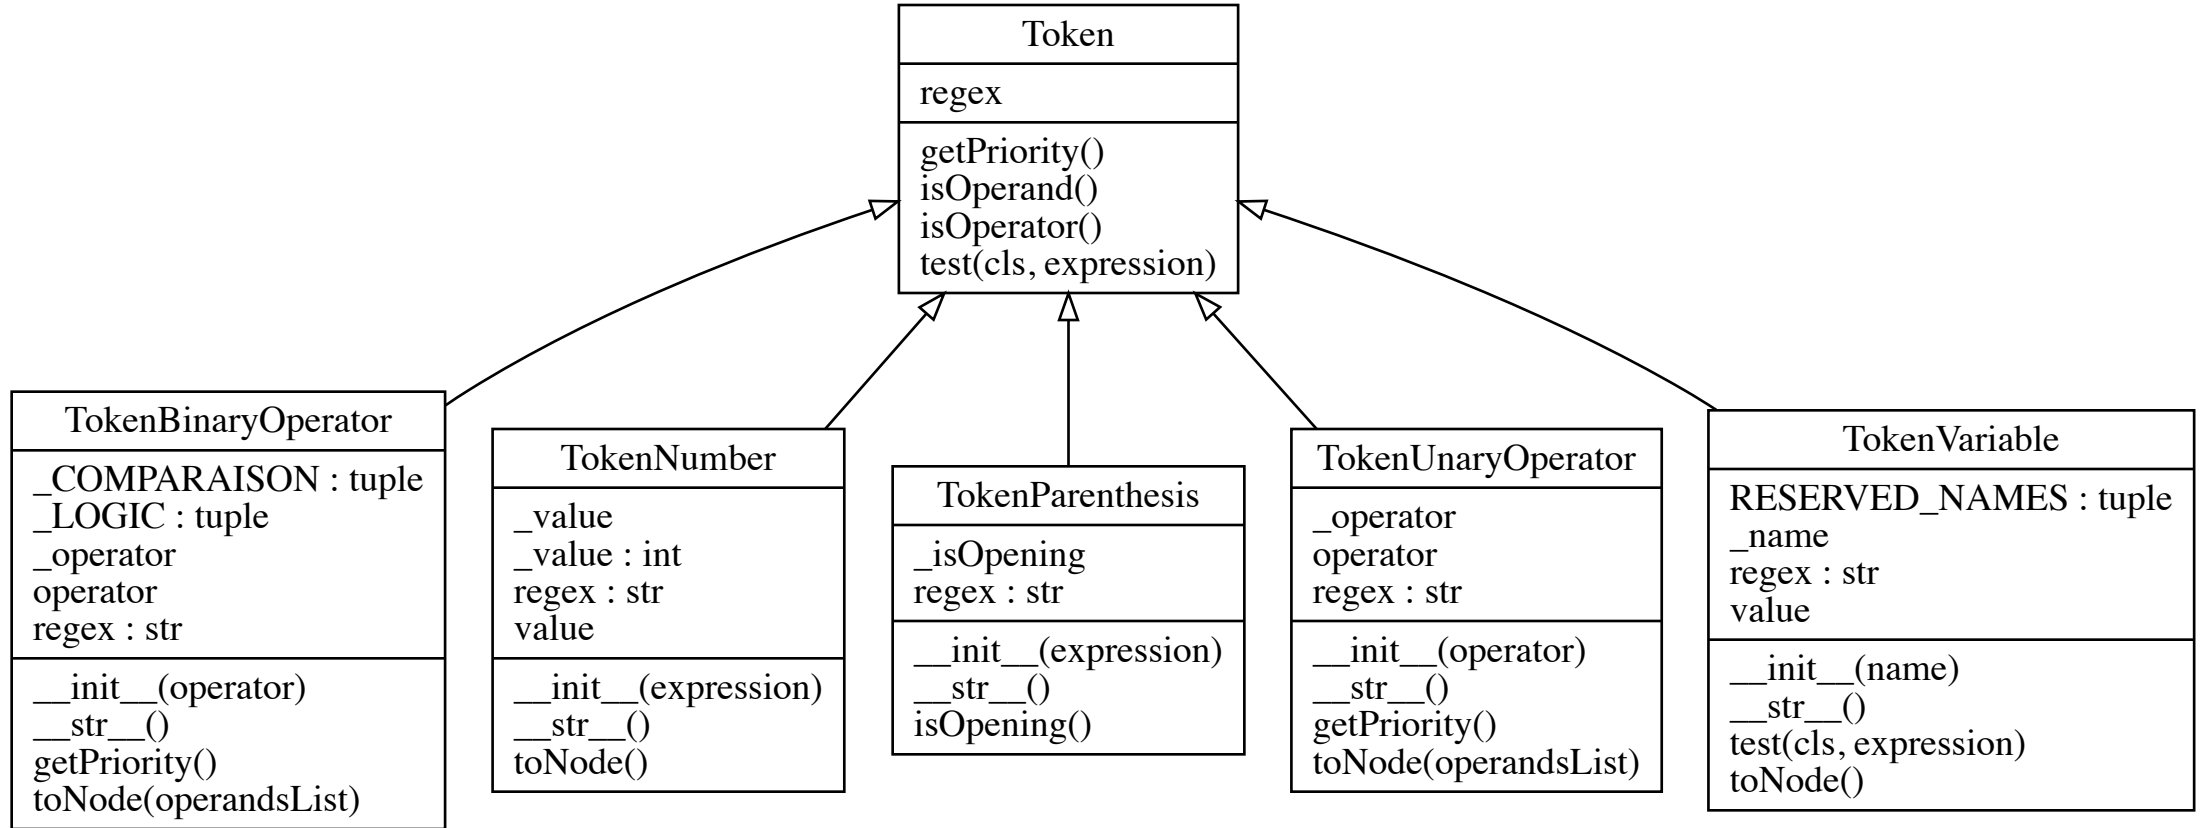 Token
regex
getPriority()
isOperand()
isOperator()
test(cls, expression)
TokenBinaryOperator
_COMPARAISON : tuple
_LOGIC : tuple
_operator
operator
regex : str
__init__(operator)
__str__()
getPriority()
toNode(operandsList)
TokenNumber
_value
_value : int
regex : str
value
__init__(expression)
__str__()
toNode()
TokenParenthesis
_isOpening
regex : str
__init__(expression)
__str__()
isOpening()
TokenUnaryOperator
_operator
operator
regex : str
__init__(operator)
__str__()
getPriority()
toNode(operandsList)
TokenVariable
RESERVED_NAMES : tuple
_name
regex : str
value
__init__(name)
__str__()
test(cls, expression)
toNode()